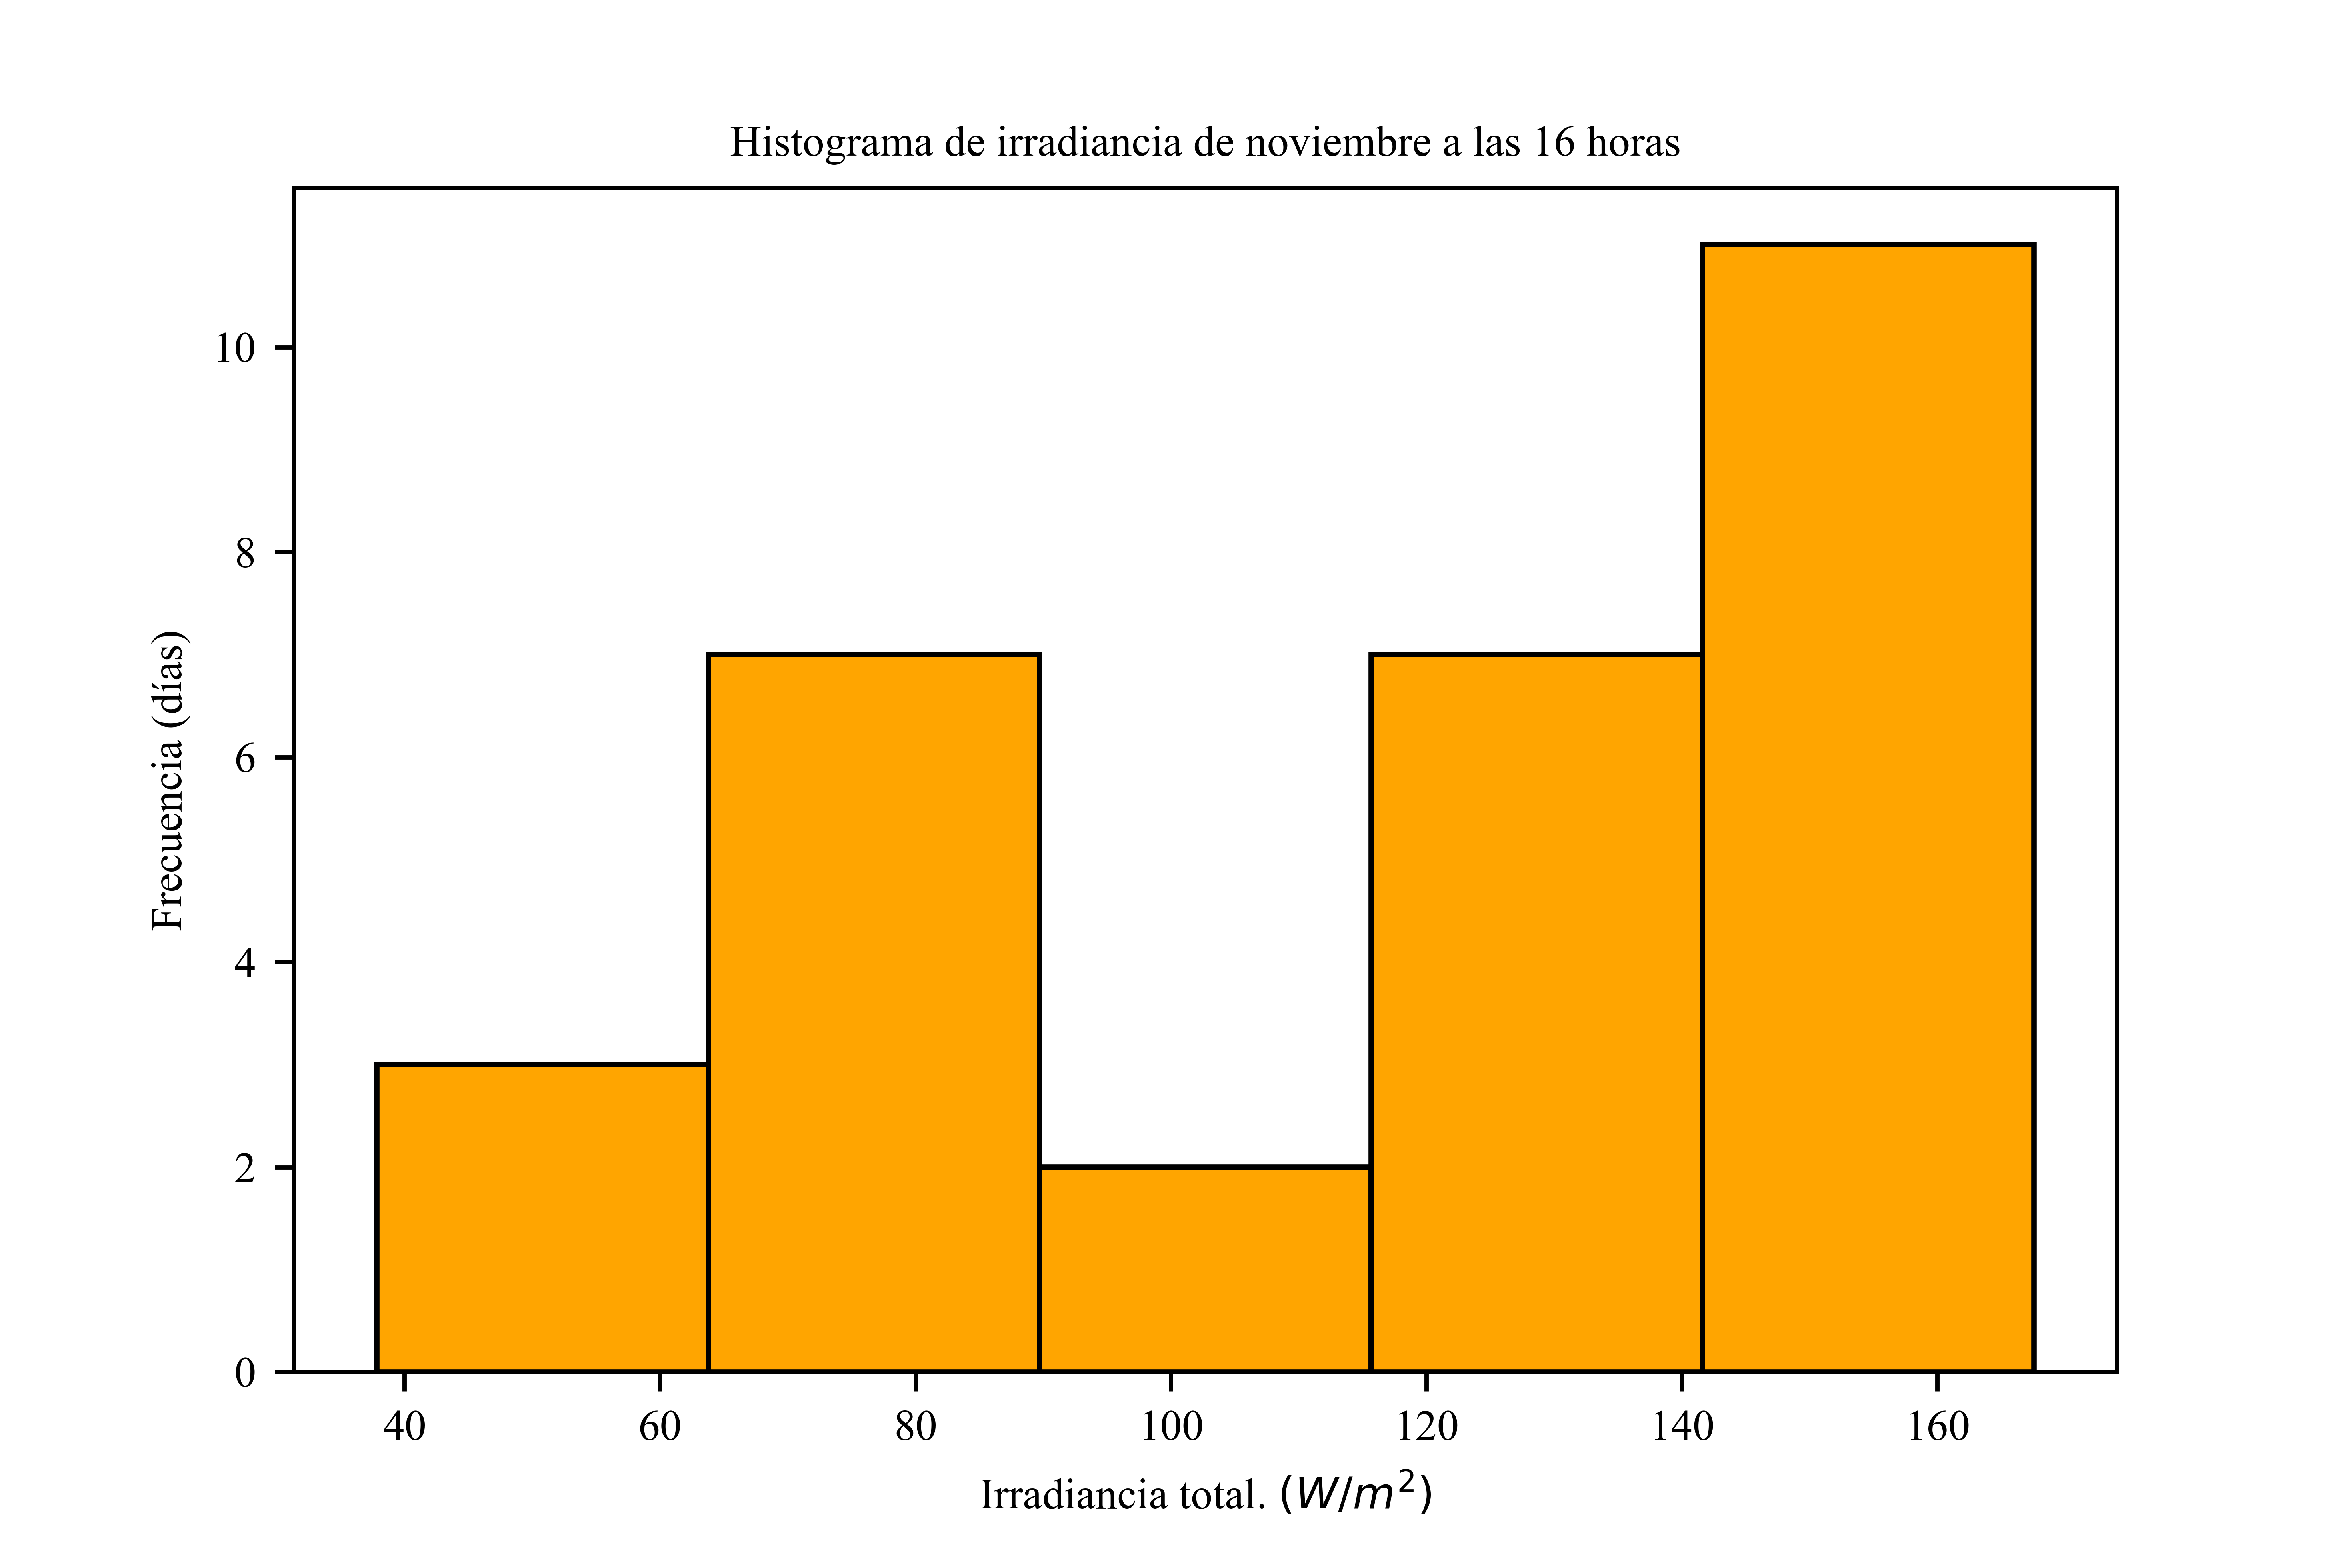 Histograma de irradiancia de noviembre a las 16 horas
Frecuencia (días)
10
8
6
4
2
0
40 60 80 100 120 140 160
Irradiancia total. (W/m²)